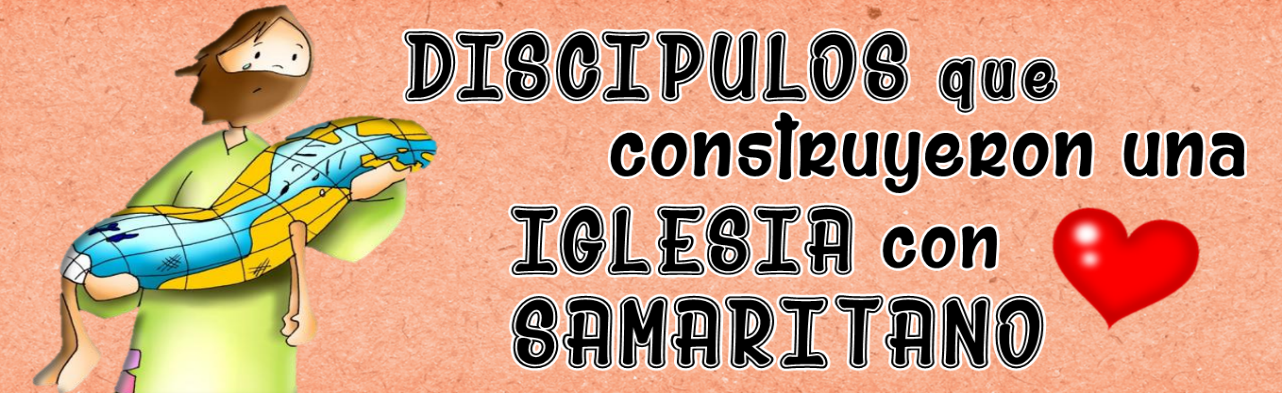 DISCIPULOS que
construyeron una
IGLESIA con
SAMARITANO